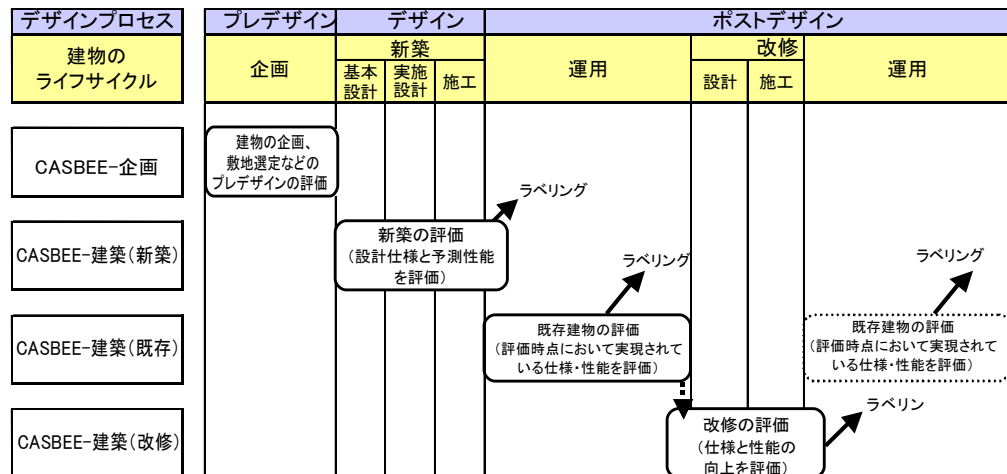 デザインプロセス
プレデザイン
デザイン
ポストデザイン
建物の
ライフサイクル
企画
新築
基本
設計
実施
設計
施工
運用
改修
設計
施工
運用
CASBEE-企画
建物の企画、
敷地選定などの
プレデザインの評価
ラベリング
CASBEE-建築(新築)
新築の評価
(設計仕様と予測性能
を評価)
ラベリング
ラベリング
CASBEE-建築(既存)
既存建物の評価
(評価時点において実現されて
いる仕様・性能を評価)
既存建物の評価
(評価時点において実現されて
いる仕様・性能を評価)
ラベリン
CASBEE-建築(改修)
改修の評価
(仕様と性能の
向上を評価)